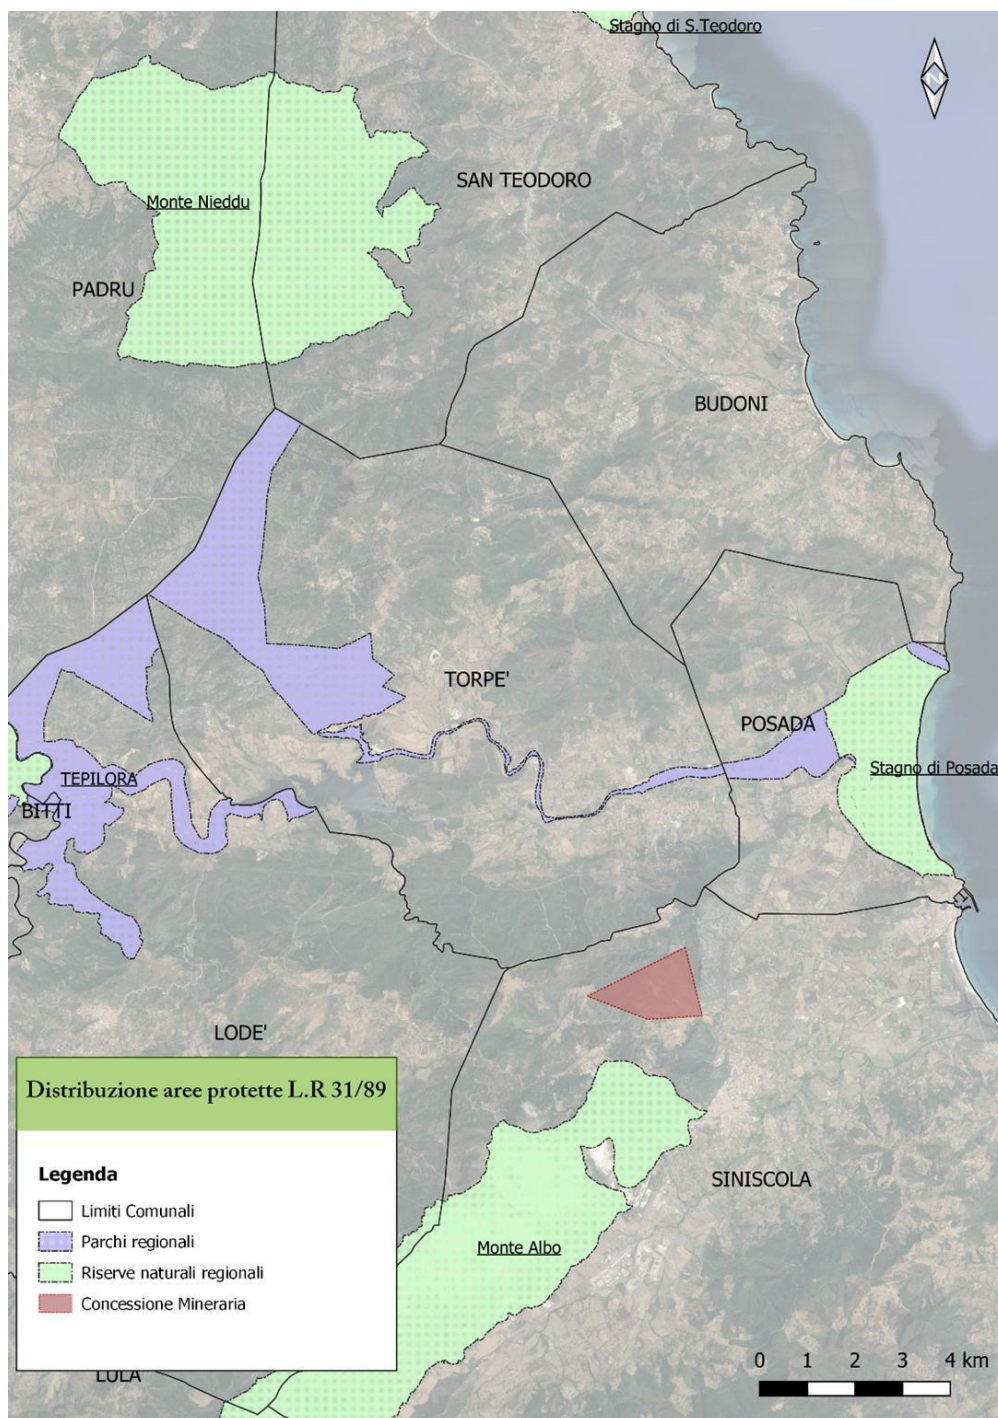 Stagno di S.Teodoro
N
SAN TEODORO
Monte Nieddu
PADRU
BUDONI
TORPE'
POSADA
Stagno di Posada
TEPILORA
BITTI
LODE'
Distribuzione aree protette L.R 31/89
Legenda
Limiti Comunali
Parchi regionali
Riserve naturali regionali
Concessione Mineraria
SINISCOLA
Monte Albo
LULA
0 1 2 3 4 km